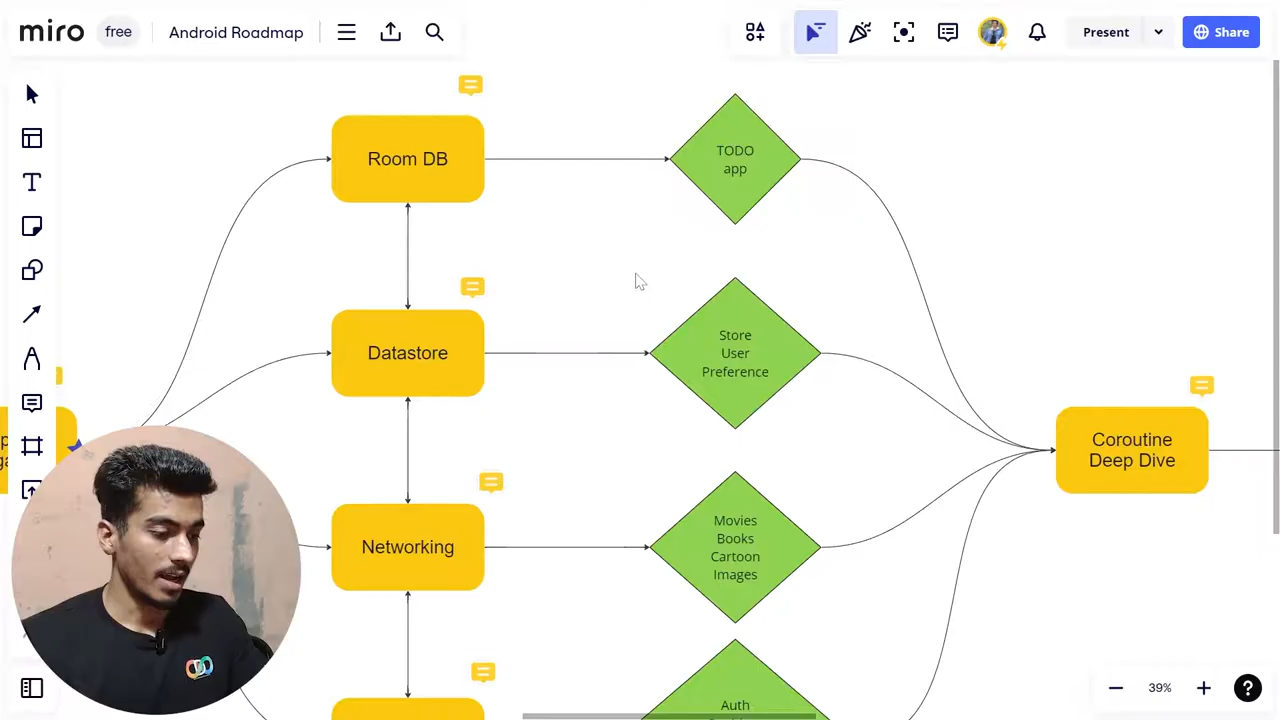 miro
free
Android Roadmap
Present
Share
Room DB
TODO
app
Datastore
Store
User
Preference
Coroutine
Deep Dive
Networking
Movies
Books
Cartoon
Images
Auth
39%